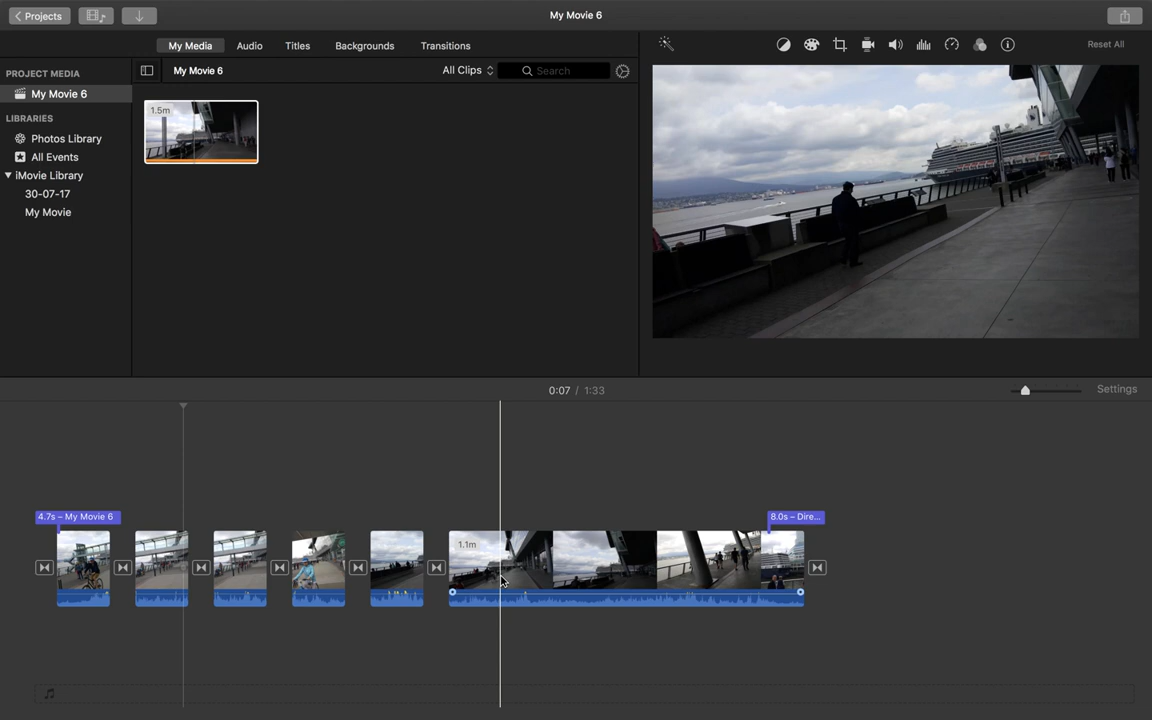 Projects
My Movie 6
My Media
Audio
Titles
Backgrounds
Transitions
Reset All
PROJECT MEDIA
My Movie 6
All Clips
Search
My Movie 6
1.5m
LIBRARIES
Photos Library
All Events
iMovie Library
30-07-17
My Movie
0:07 / 1:33
Settings
4.7s – My Movie 6
8.0s – Dire...
1.1m